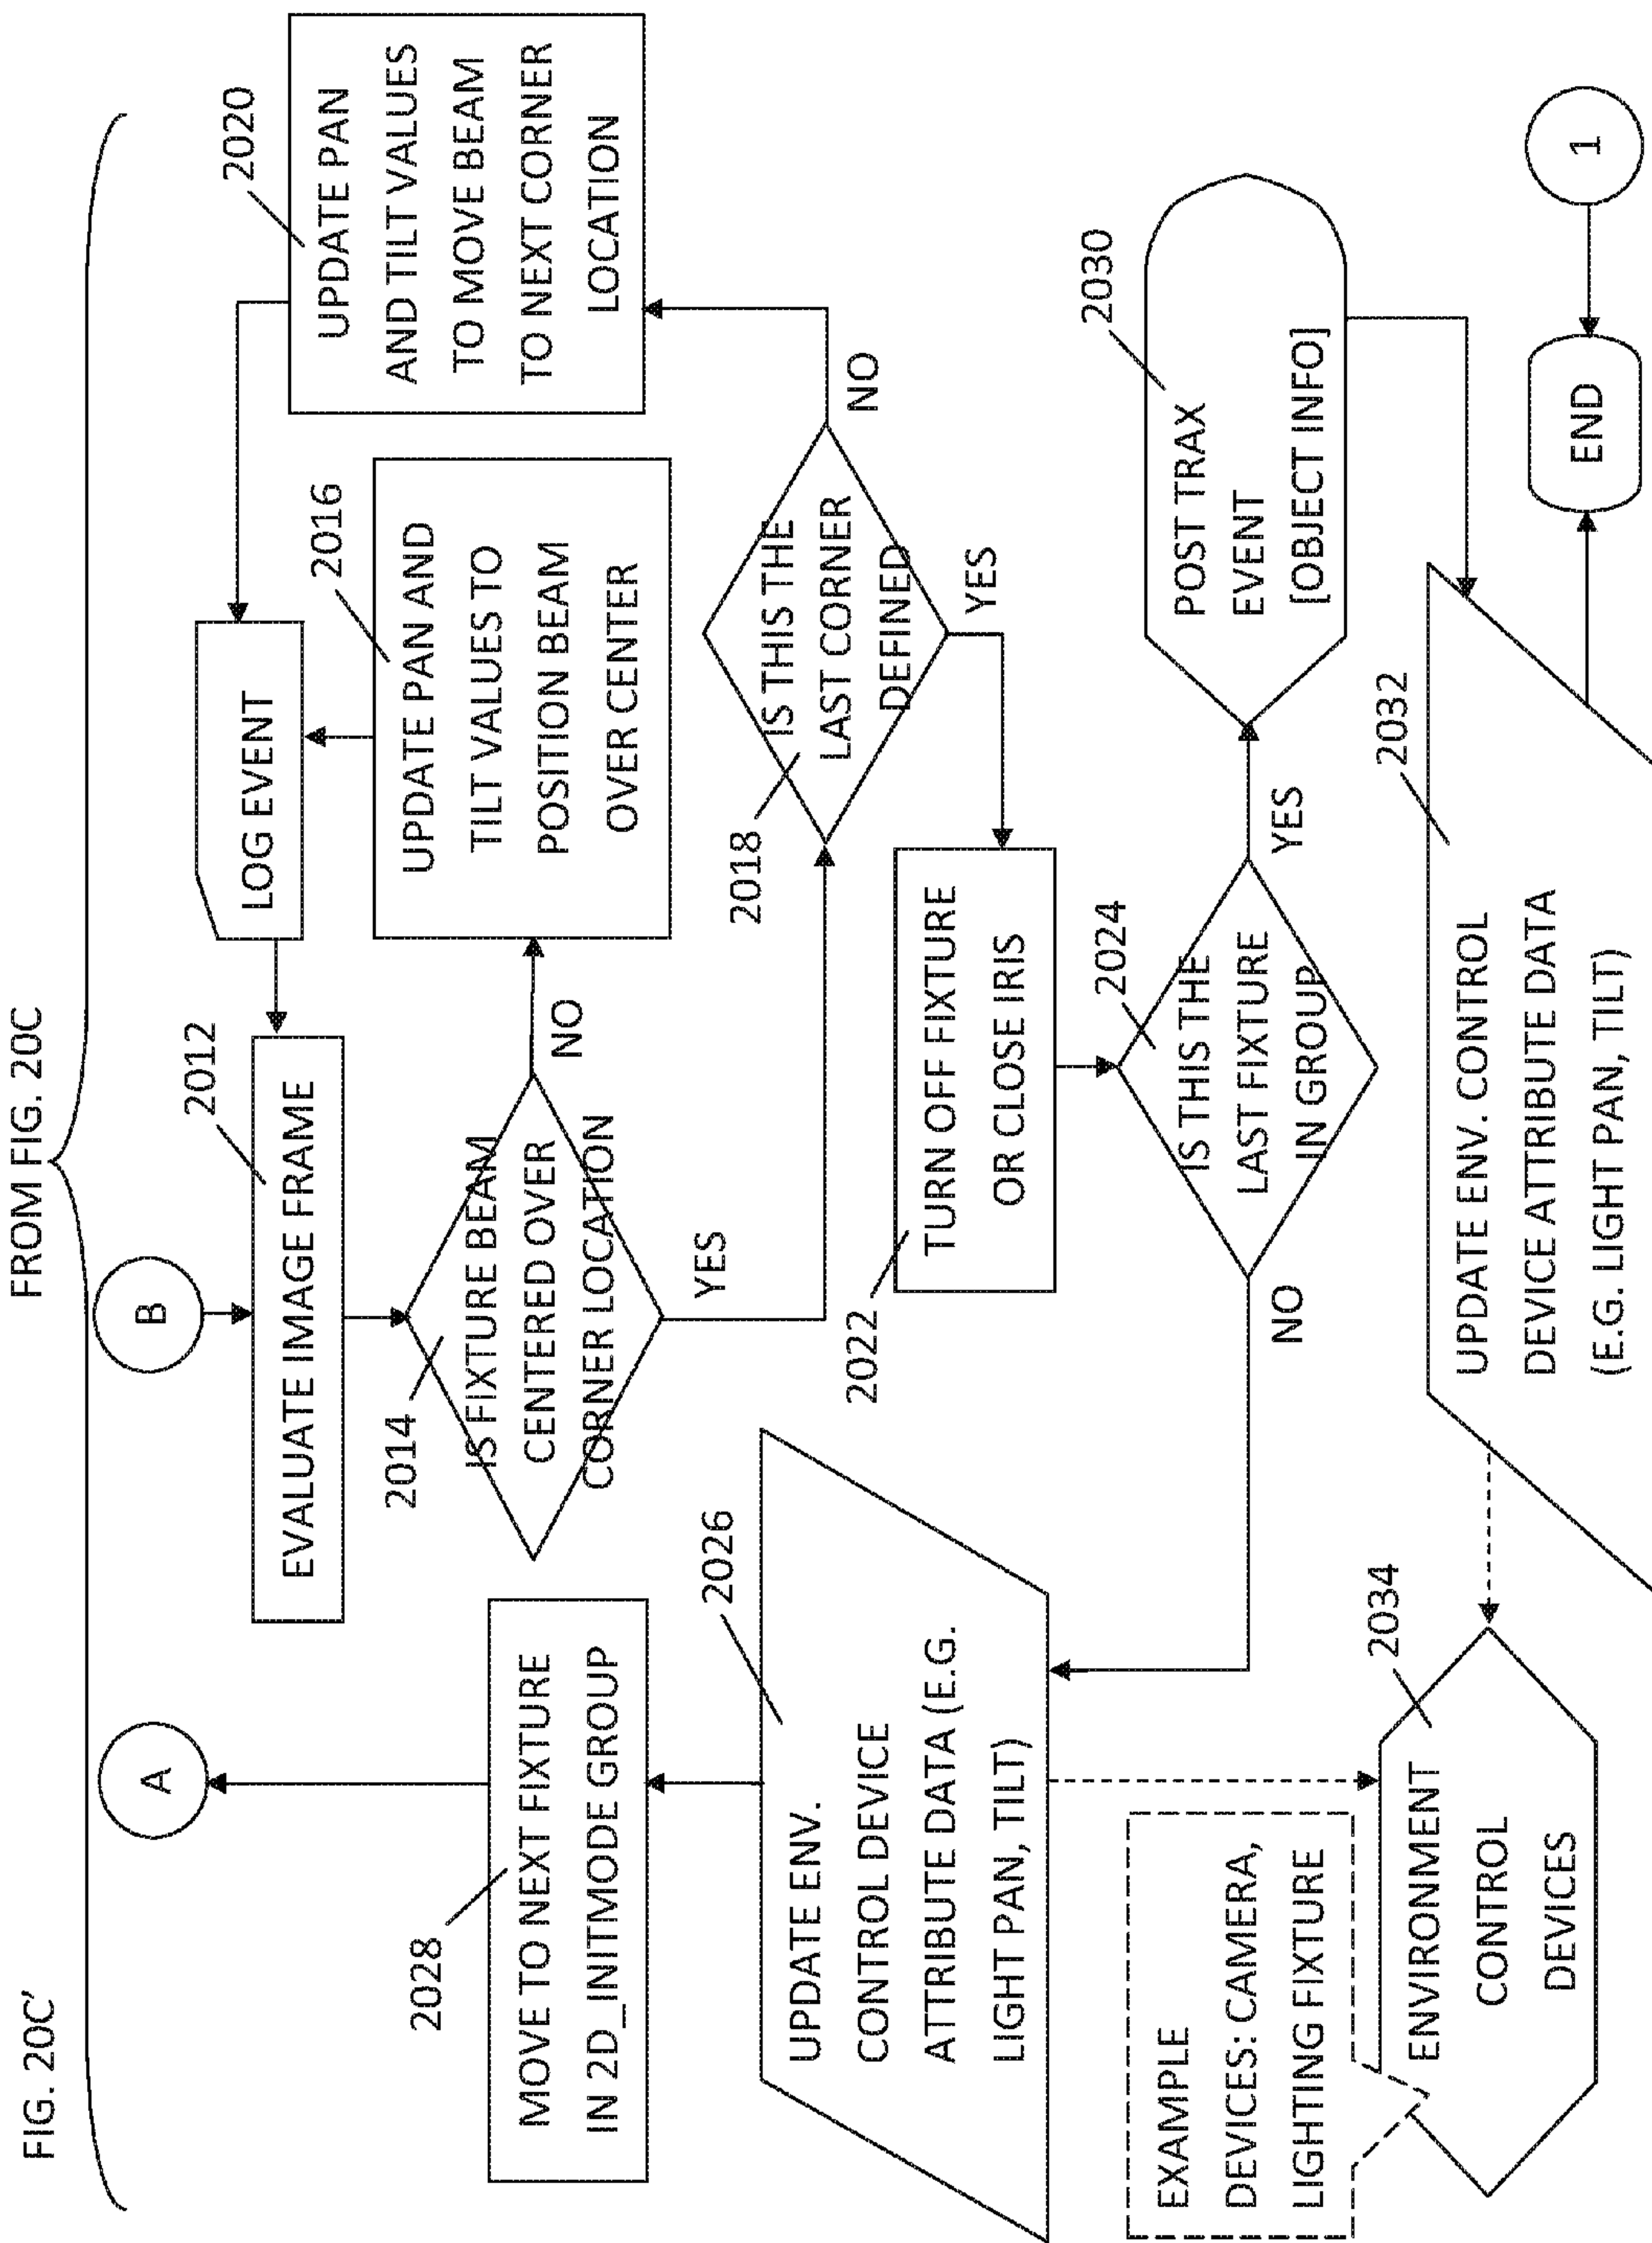 FIG. 20C'
FROM FIG. 20C
A
B
EVALUATE IMAGE FRAME
2012
LOG EVENT
UPDATE PAN
AND TILT VALUES
TO MOVE BEAM
TO NEXT CORNER
LOCATION
2020
2014
IS FIXTURE BEAM
CENTERED OVER
CORNER LOCATION
NO
YES
UPDATE PAN AND
TILT VALUES TO
POSITION BEAM
OVER CENTER
2016
2018
IS THIS THE
LAST CORNER
DEFINED
NO
YES
2022
TURN OFF FIXTURE
OR CLOSE IRIS
2024
IS THIS THE
LAST FIXTURE
IN GROUP
YES
NO
2028
MOVE TO NEXT FIXTURE
IN 2D_INITMODE GROUP
2026
UPDATE ENV.
CONTROL DEVICE
ATTRIBUTE DATA (E.G.
LIGHT PAN, TILT)
2030
POST TRAX
EVENT
[OBJECT INFO]
EXAMPLE
DEVICES: CAMERA,
LIGHTING FIXTURE
2034
ENVIRONMENT
CONTROL
DEVICES
2032
UPDATE ENV. CONTROL
DEVICE ATTRIBUTE DATA
(E.G. LIGHT PAN, TILT)
END
1